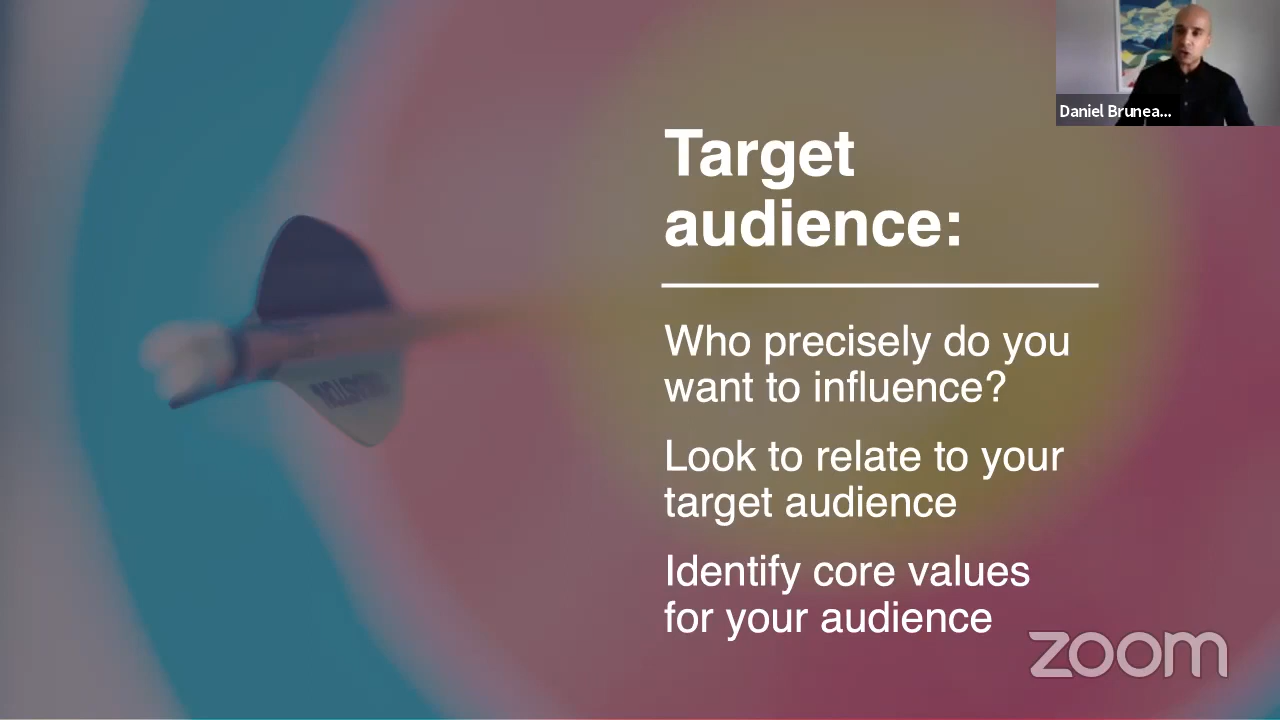 Daniel Brunea...
Target
audience:
Who precisely do you
want to influence?
Look to relate to your
target audience
Identify core values
for your audience
zoom